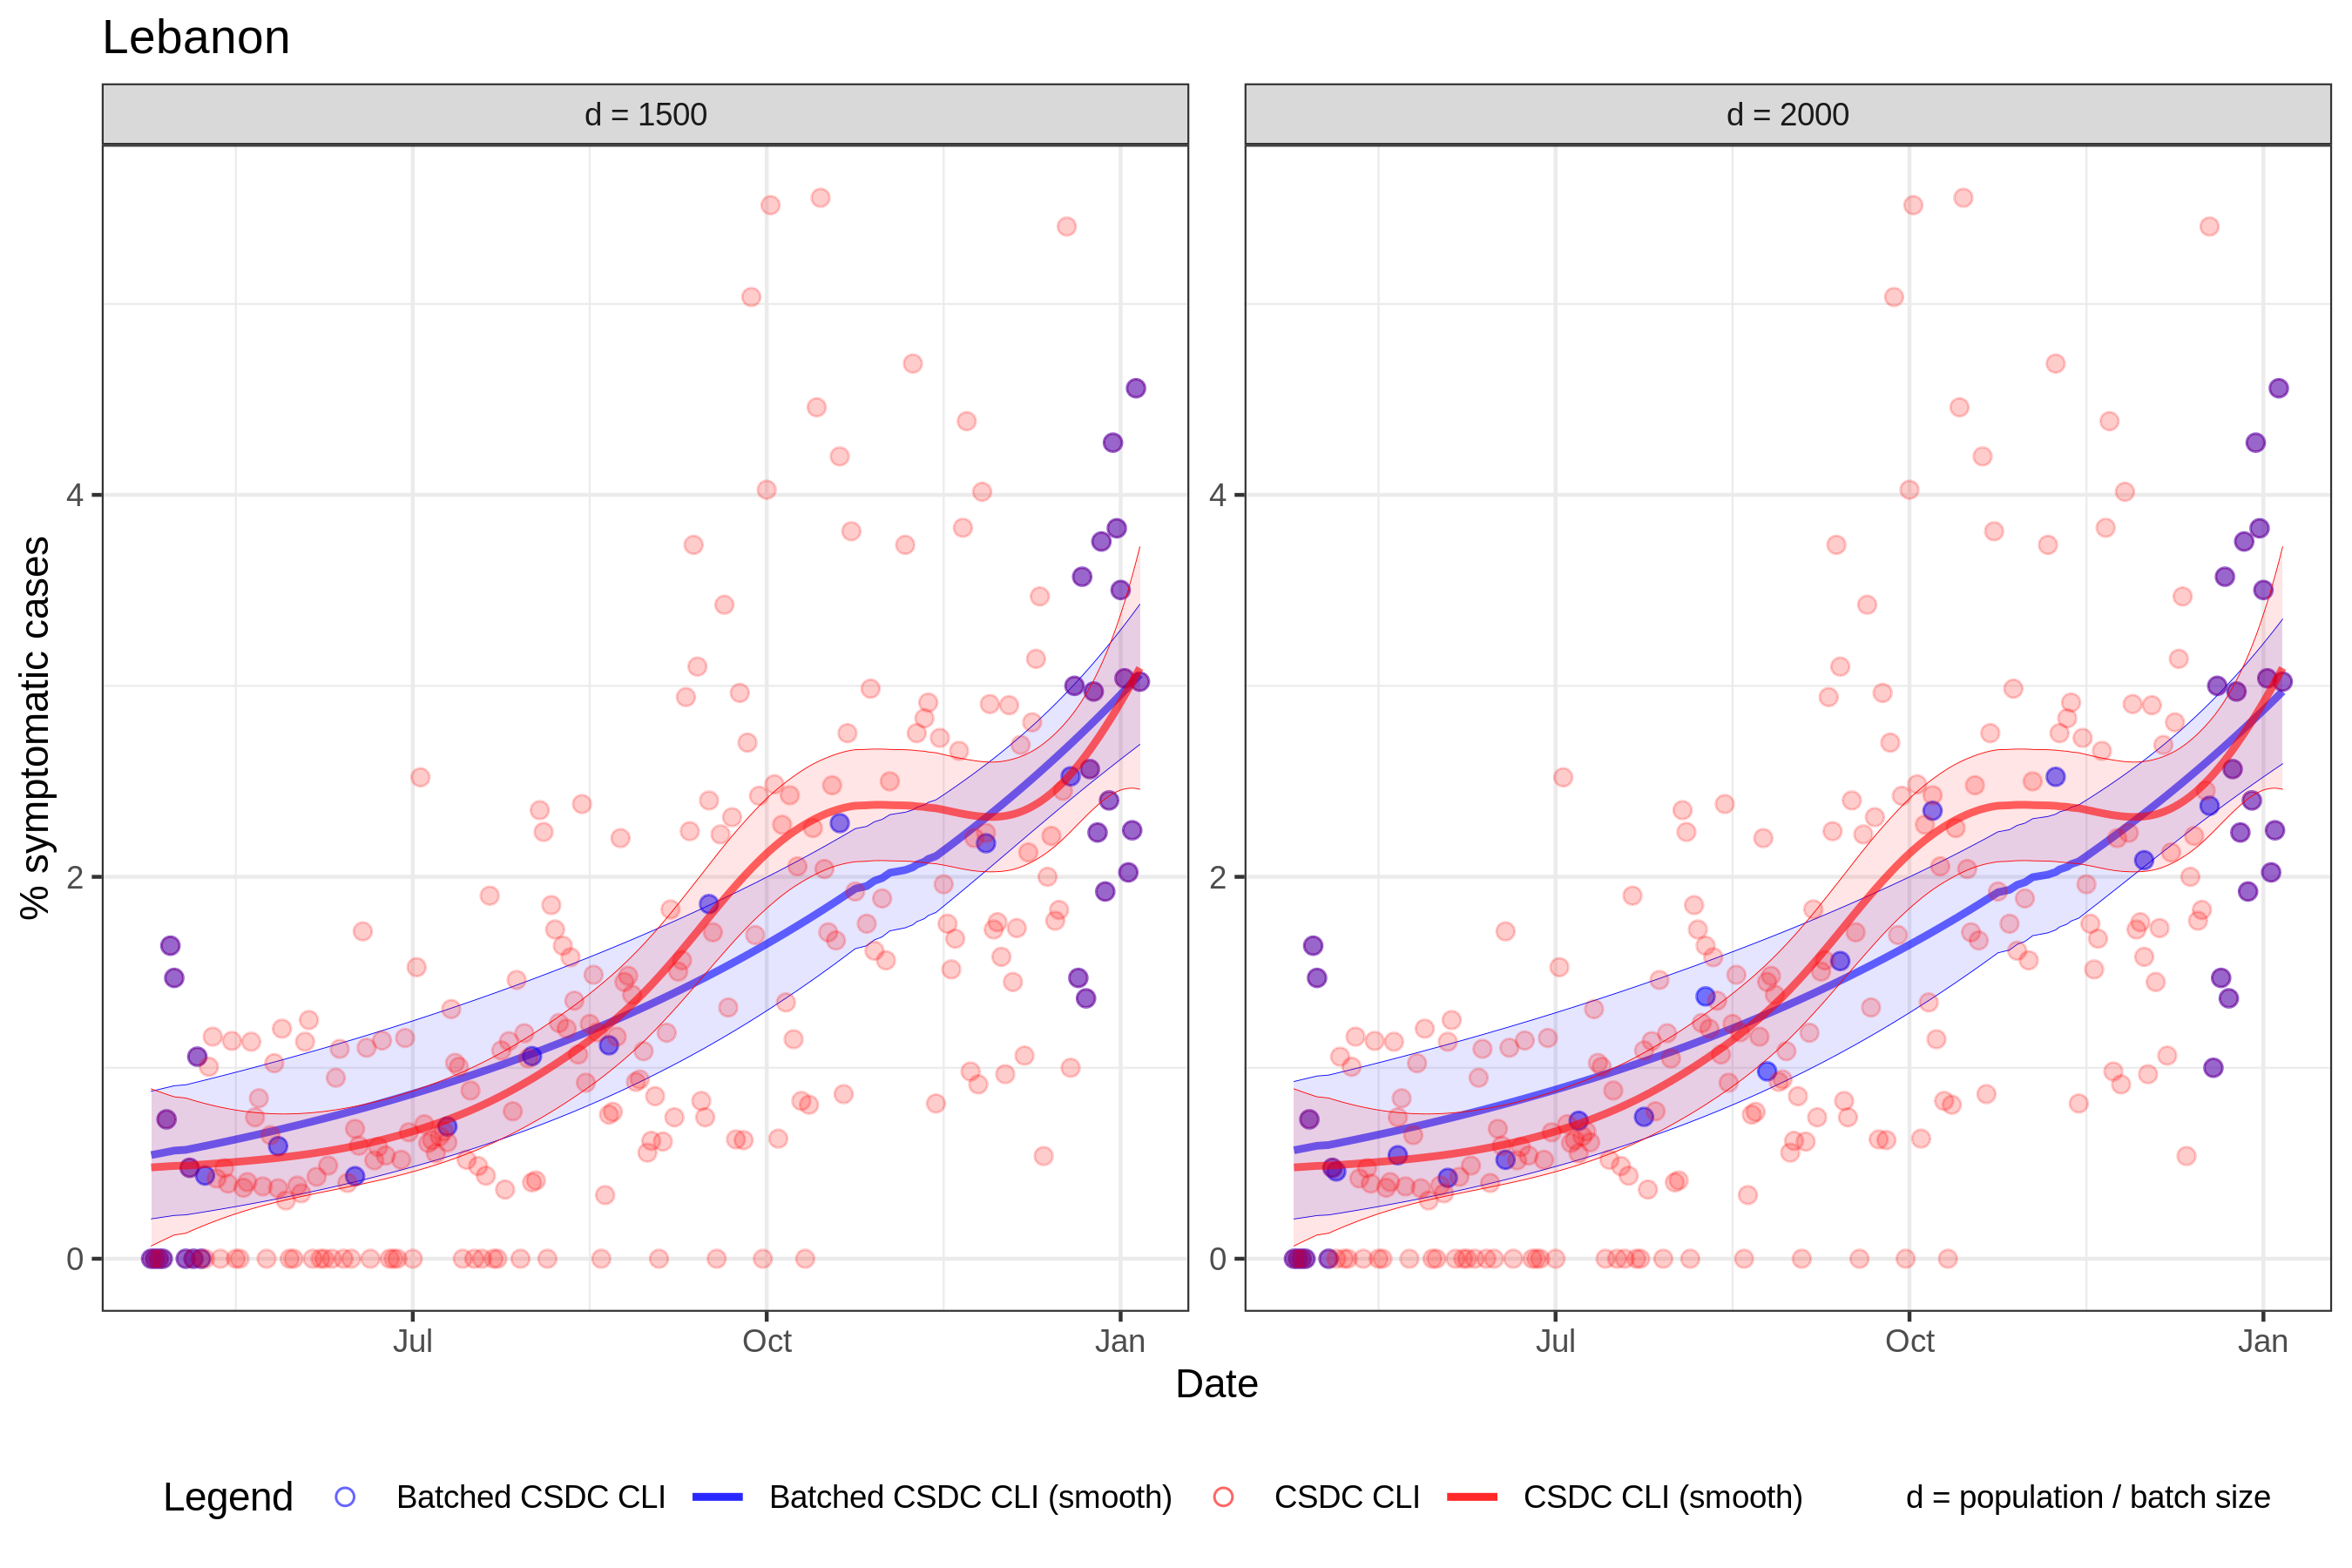 Lebanon
d = 1500
d = 2000
% symptomatic cases
4
2
0
4
2
0
Jul
Oct
Jan
Jul
Oct
Jan
Date
Legend Batched CSDC CLI Batched CSDC CLI (smooth) CSDC CLI CSDC CLI (smooth) d = population / batch size